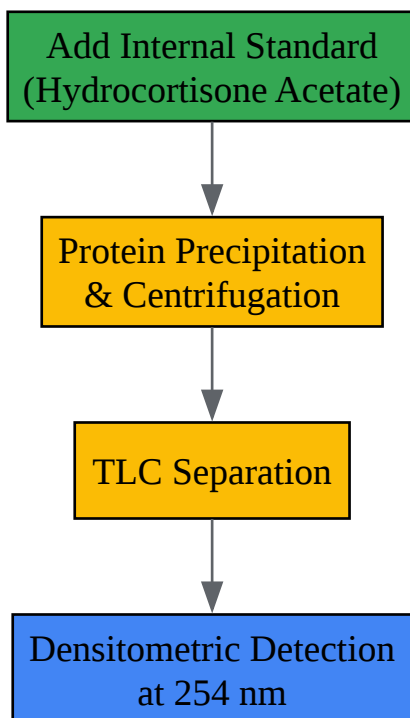 Add Internal Standard
(Hydrocortisone Acetate)
Protein Precipitation
& Centrifugation
TLC Separation
Densitometric Detection
at 254 nm